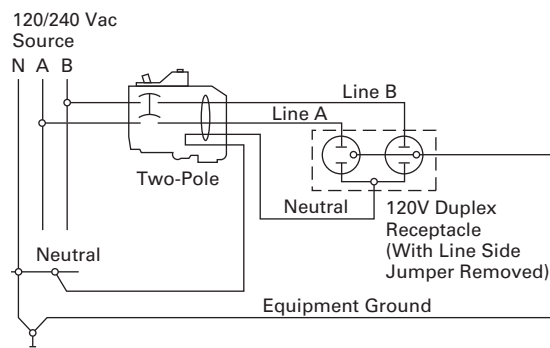 120/240 Vac
Source
N A B
Line B
Line A
Two-Pole
Neutral
120V Duplex
Receptacle
(With Line Side
Jumper Removed)
Neutral
Equipment Ground